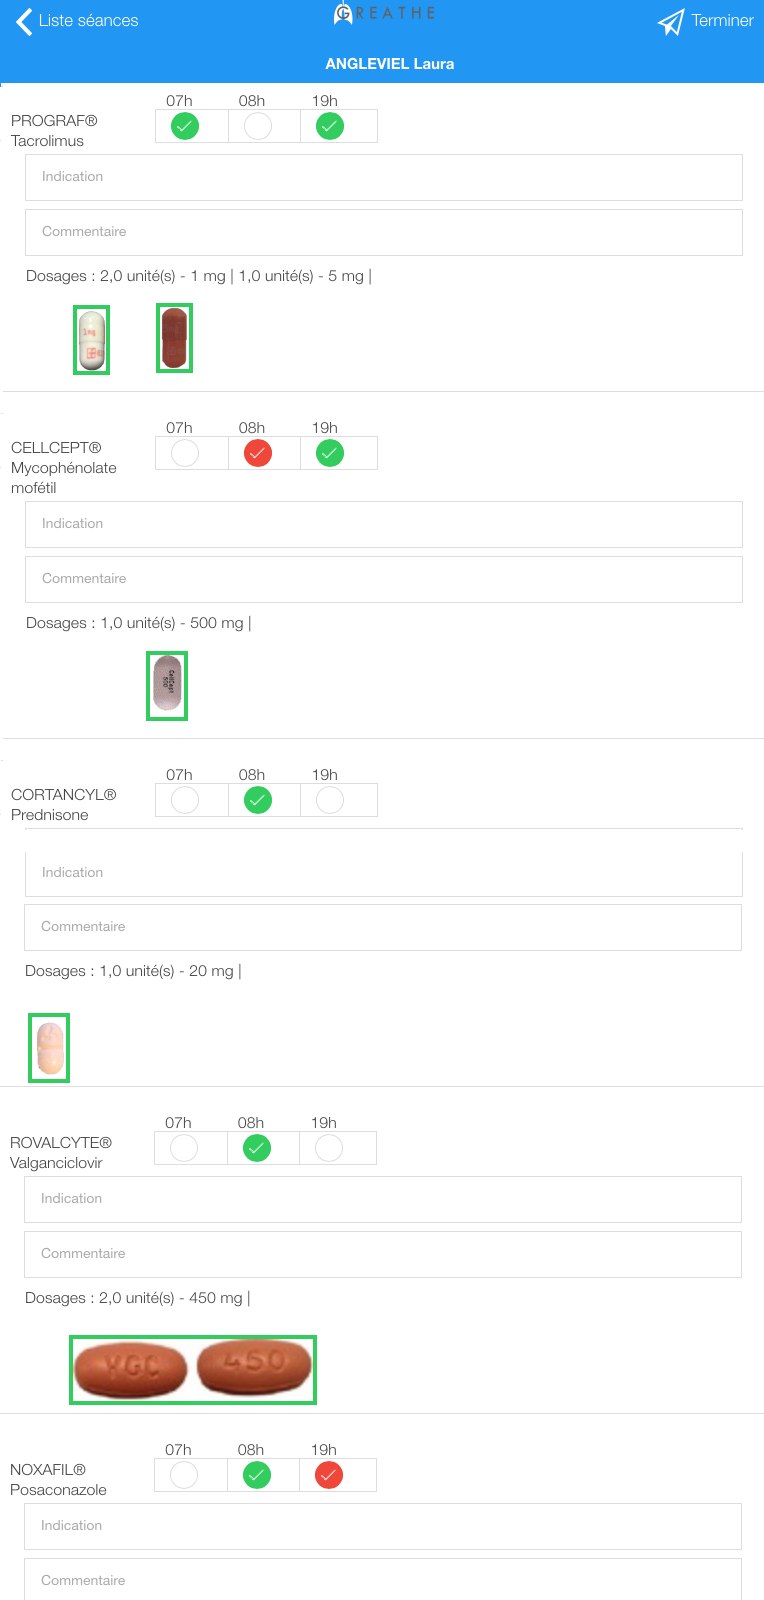 Liste séances
GREATHE
Terminer
ANGLEVIEL Laura
07h 08h 19h
PROGRAF®
Tacrolimus
Indication
Commentaire
Dosages : 2,0 unité(s) - 1 mg | 1,0 unité(s) - 5 mg |
1mg
07h 08h 19h
CELLCEPT®
Mycophénolate
mofétil
Indication
Commentaire
Dosages : 1,0 unité(s) - 500 mg |
CellCept
500
07h 08h 19h
CORTANCYL®
Prednisone
Indication
Commentaire
Dosages : 1,0 unité(s) - 20 mg |
07h 08h 19h
ROVALCYTE®
Valganciclovir
Indication
Commentaire
Dosages : 2,0 unité(s) - 450 mg |
VGC 450
07h 08h 19h
NOXAFIL®
Posaconazole
Indication
Commentaire